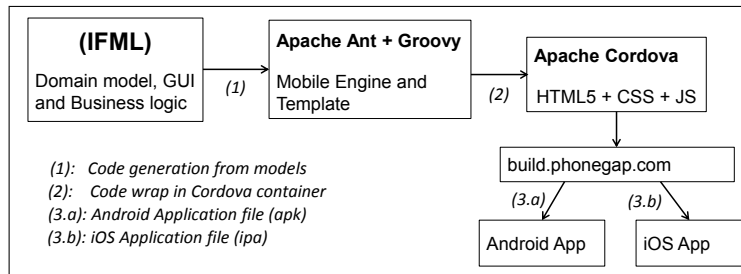 (IFML)
Domain model, GUI
and Business logic
(1)
Apache Ant + Groovy
Mobile Engine and
Template
(2)
Apache Cordova
HTML5 + CSS + JS
build.phonegap.com
(3.a)
(3.b)
Android App
iOS App
(1): Code generation from models
(2): Code wrap in Cordova container
(3.a): Android Application file (apk)
(3.b): iOS Application file (ipa)